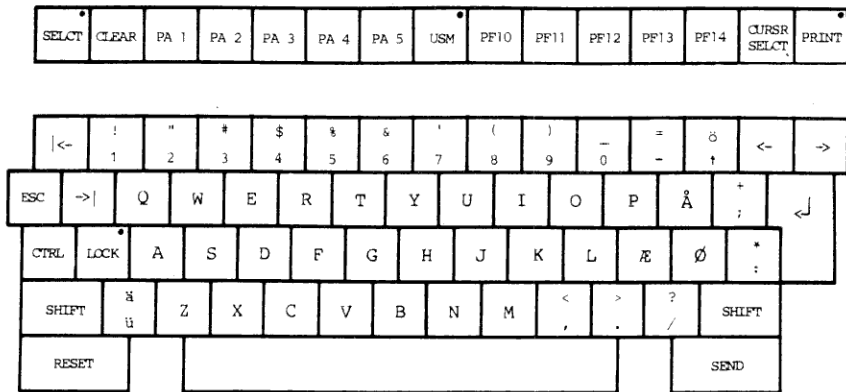 SELCT CLEAR PA 1 PA 2 PA 3 PA 4 PA 5 USM PF10 PF11 PF12 PF13 PF14 CURSR SELCT PRINT
|<- ! 1 " 2 # 3 $ 4 % 5 & 6 ' 7 ( 8 ) 9 _ 0 = - ö ↑ <- ->
ESC ->| Q W E R T Y U I O P Å + ; ↵
CTRL LOCK A S D F G H J K L Æ Ø * :
SHIFT ä ü Z X C V B N M < , > . ? / SHIFT
RESET SEND